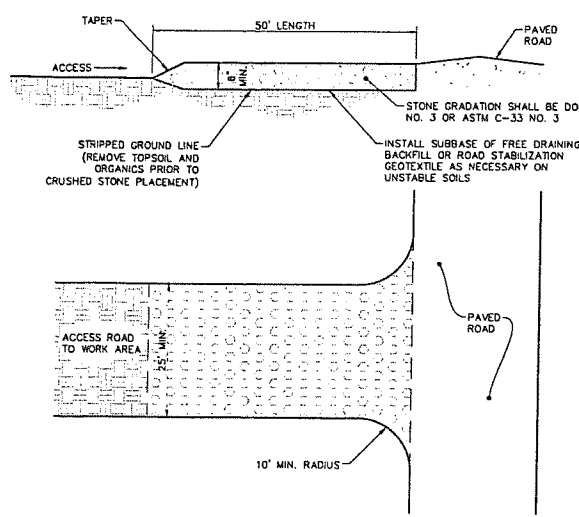 50' LENGTH
TAPER
PAVED
ROAD
ACCESS
8"
MIN.
STONE GRADATION SHALL BE DO
NO. 3 OR ASTM C-33 NO. 3
STRIPPED GROUND LINE
(REMOVE TOPSOIL AND
ORGANICS PRIOR TO
CRUSHED STONE PLACEMENT)
INSTALL SUBBASE OF FREE DRAINING
BACKFILL OR ROAD STABILIZATION
GEOTEXTILE AS NECESSARY ON
UNSTABLE SOILS
PAVED
ROAD
ACCESS ROAD
TO WORK AREA
25' MIN.
10' MIN. RADIUS